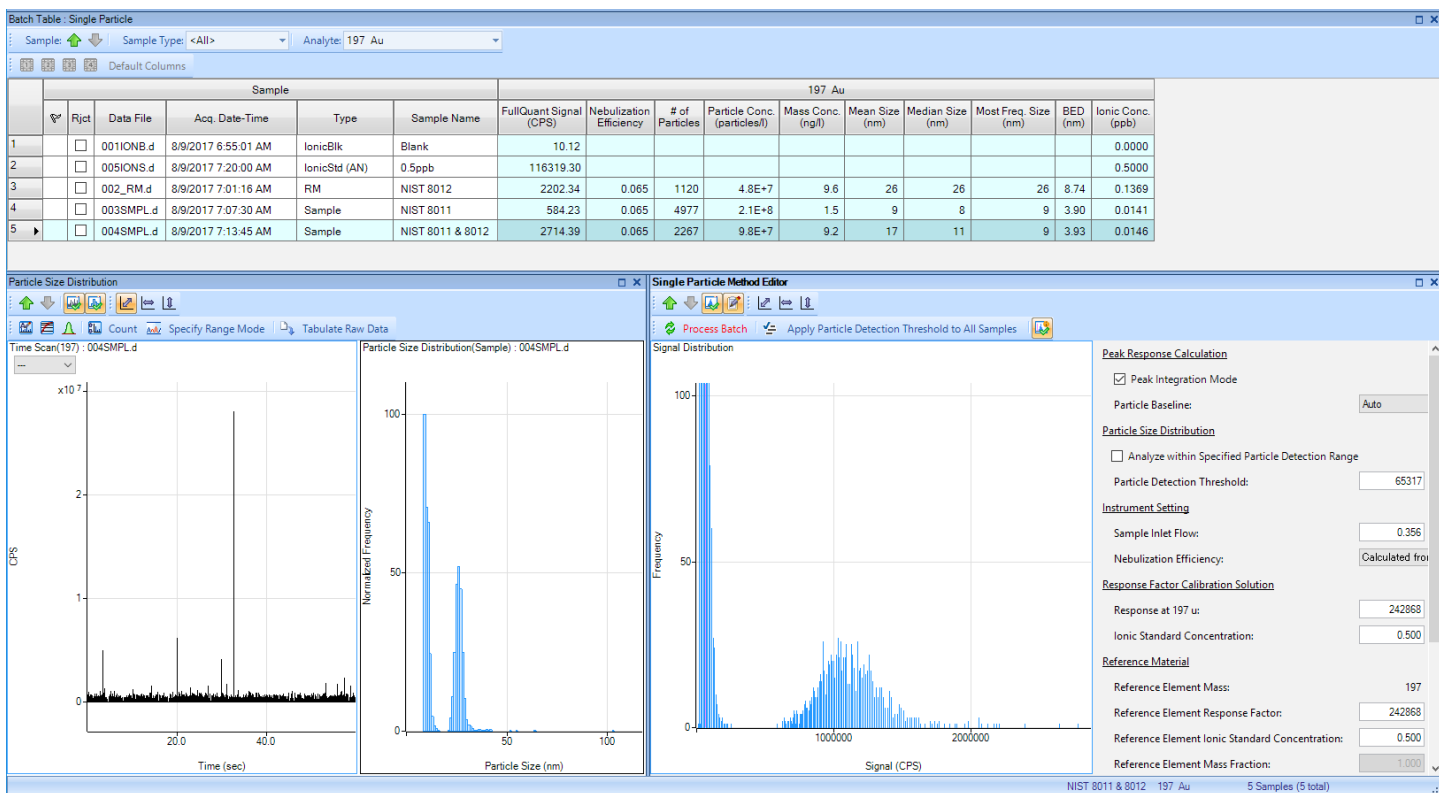 Batch Table : Single Particle
Sample: Sample Type: <All> Analyte: 197 Au
Default Columns
Sample 197 Au
Rjct Data File Acq. Date-Time Type Sample Name FullQuant Signal (CPS) Nebulization Efficiency # of Particles Particle Conc. (particles/l) Mass Conc. (ng/l) Mean Size (nm) Median Size (nm) Most Freq. Size (nm) BED (nm) Ionic Conc. (ppb)
1 001IONB.d 8/9/2017 6:55:01 AM IonicBlk Blank 10.12 0.0000
2 005IONS.d 8/9/2017 7:20:00 AM IonicStd (AN) 0.5ppb 116319.30 0.5000
3 002_RM.d 8/9/2017 7:01:16 AM RM NIST 8012 2202.34 0.065 1120 4.8E+7 9.6 26 26 26 8.74 0.1369
4 003SMPL.d 8/9/2017 7:07:30 AM Sample NIST 8011 584.23 0.065 4977 2.1E+8 1.5 9 8 9 3.90 0.0141
5 004SMPL.d 8/9/2017 7:13:45 AM Sample NIST 8011 & 8012 2714.39 0.065 2267 9.8E+7 9.2 17 11 9 3.93 0.0146
Particle Size Distribution
Count Specify Range Mode Tabulate Raw Data
Time Scan(197) : 004SMPL.d
---
x10 7
2
1
0
CPS
20.0 40.0
Time (sec)
Particle Size Distribution(Sample) : 004SMPL.d
100
50
0
Normalized Frequency
50 100
Particle Size (nm)
Single Particle Method Editor
Process Batch Apply Particle Detection Threshold to All Samples
Signal Distribution
100
50
0
Frequency
1000000 2000000
Signal (CPS)
Peak Response Calculation
Peak Integration Mode
Particle Baseline: Auto
Particle Size Distribution
Analyze within Specified Particle Detection Range
Particle Detection Threshold: 65317
Instrument Setting
Sample Inlet Flow: 0.356
Nebulization Efficiency: Calculated fro
Response Factor Calibration Solution
Response at 197 u: 242868
Ionic Standard Concentration: 0.500
Reference Material
Reference Element Mass: 197
Reference Element Response Factor: 242868
Reference Element Ionic Standard Concentration: 0.500
Reference Element Mass Fraction: 1.000
NIST 8011 & 8012 197 Au 5 Samples (5 total)